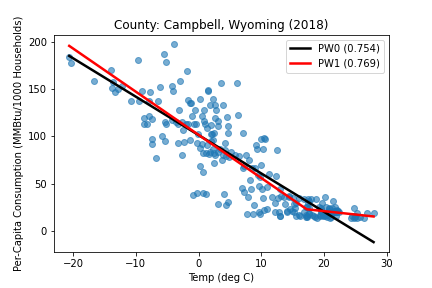 County: Campbell, Wyoming (2018)
PW0 (0.754)
PW1 (0.769)
Per-Capita Consumption (MMBtu/1000 Households)
200
150
100
50
0
−20 −10 0 10 20 30
Temp (deg C)